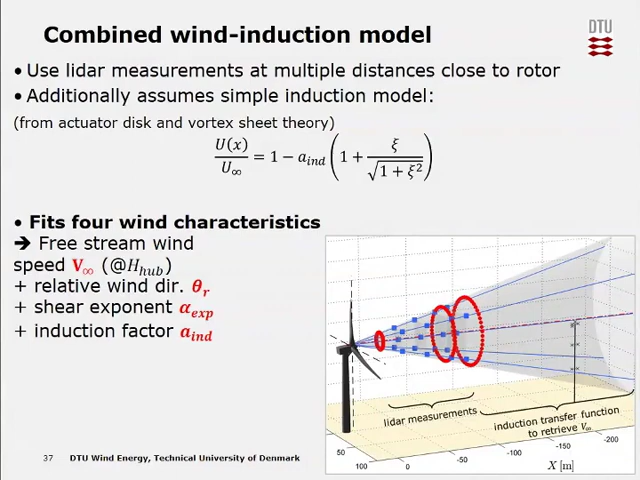 Combined wind-induction model
DTU
• Use lidar measurements at multiple distances close to rotor
• Additionally assumes simple induction model:
(from actuator disk and vortex sheet theory)
U(x)/U∞ = 1 − a_ind (1 + ξ/√(1 + ξ²))
• Fits four wind characteristics
➔ Free stream wind
speed V∞ (@H_hub)
+ relative wind dir. θ_r
+ shear exponent α_exp
+ induction factor a_ind
lidar measurements
induction transfer function
to retrieve V∞
50
100
0
-50
-100
-150
-200
X [m]
37 DTU Wind Energy, Technical University of Denmark